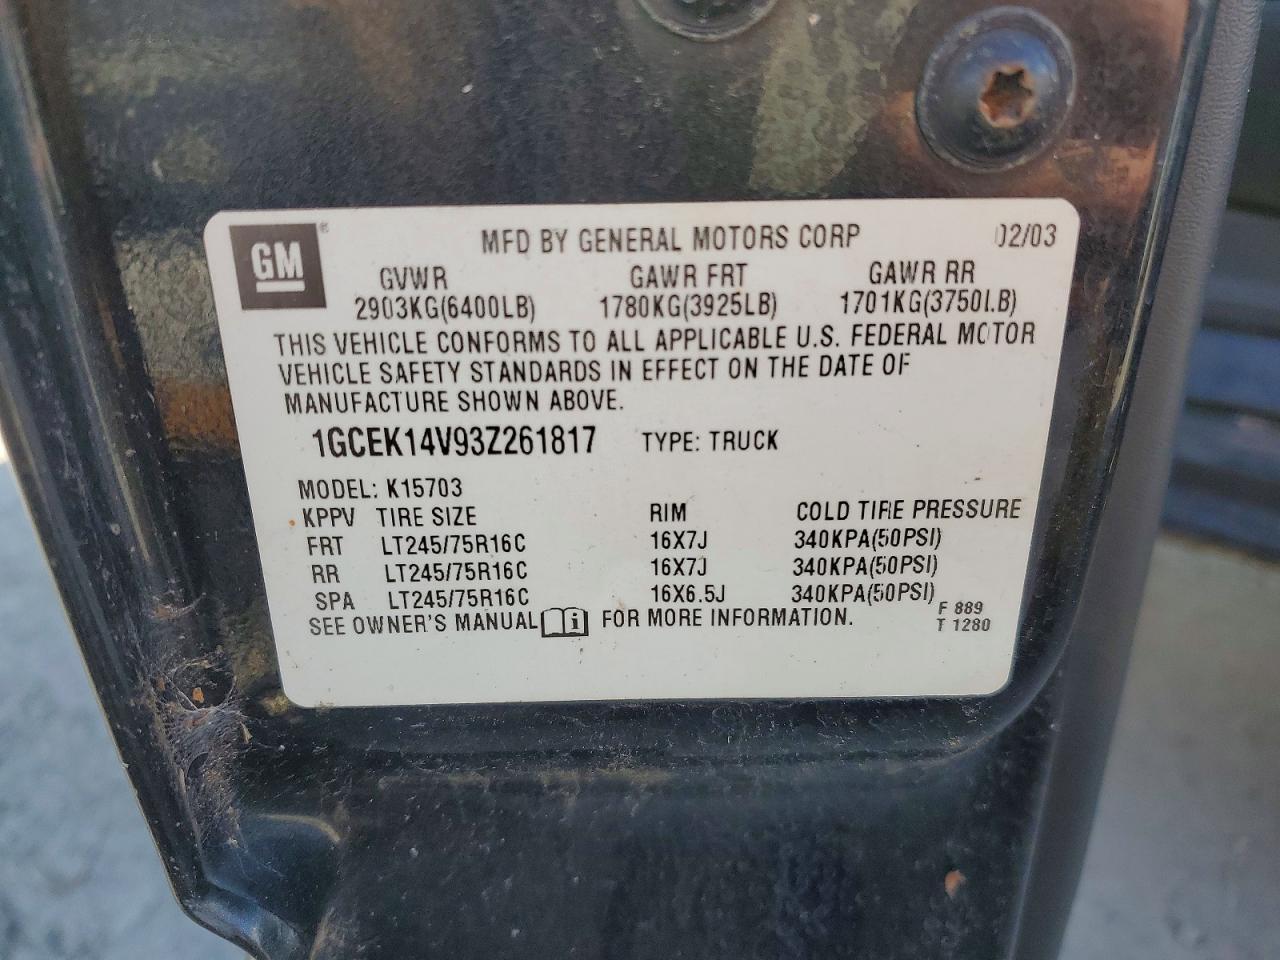 GM® MFD BY GENERAL MOTORS CORP 02/03
GVWR GAWR FRT GAWR RR
2903KG(6400LB) 1780KG(3925LB) 1701KG(3750LB)
THIS VEHICLE CONFORMS TO ALL APPLICABLE U.S. FEDERAL MOTOR
VEHICLE SAFETY STANDARDS IN EFFECT ON THE DATE OF
MANUFACTURE SHOWN ABOVE.
1GCEK14V93Z261817 TYPE: TRUCK
MODEL: K15703
KPPV TIRE SIZE RIM COLD TIRE PRESSURE
FRT LT245/75R16C 16X7J 340KPA(50PSI)
RR LT245/75R16C 16X7J 340KPA(50PSI)
SPA LT245/75R16C 16X6.5J 340KPA(50PSI)
SEE OWNER'S MANUAL FOR MORE INFORMATION.
F 889
T 1280